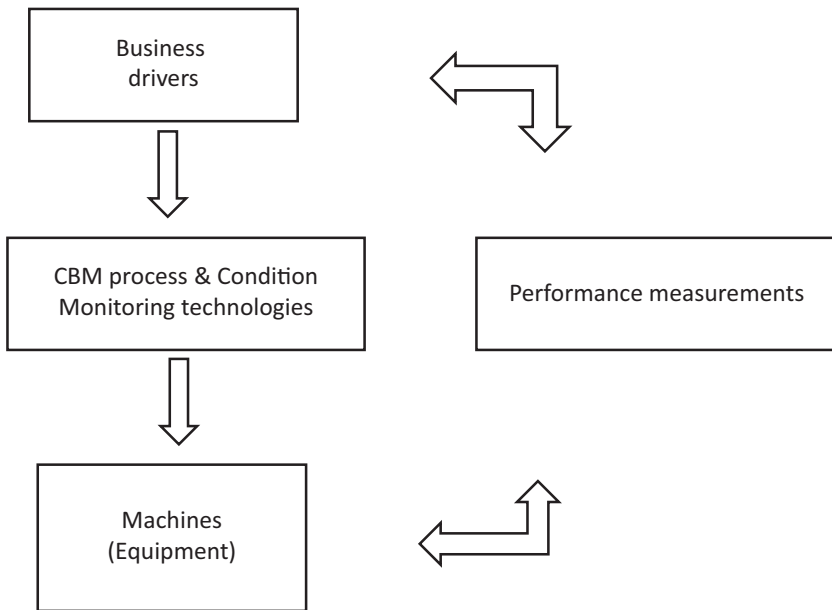 Business
drivers
CBM process & Condition
Monitoring technologies
Performance measurements
Machines
(Equipment)